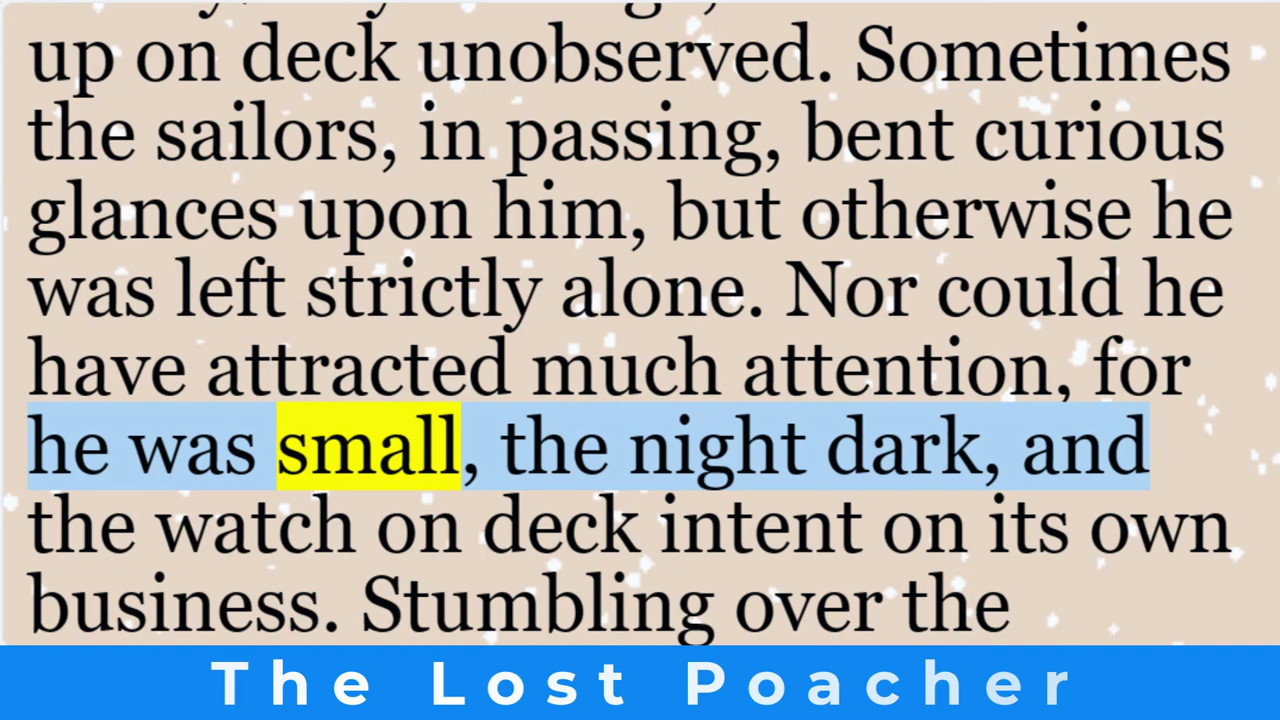 up on deck unobserved. Sometimes
the sailors, in passing, bent curious
glances upon him, but otherwise he
was left strictly alone. Nor could he
have attracted much attention, for
he was small, the night dark, and
the watch on deck intent on its own
business. Stumbling over the
The Lost Poacher